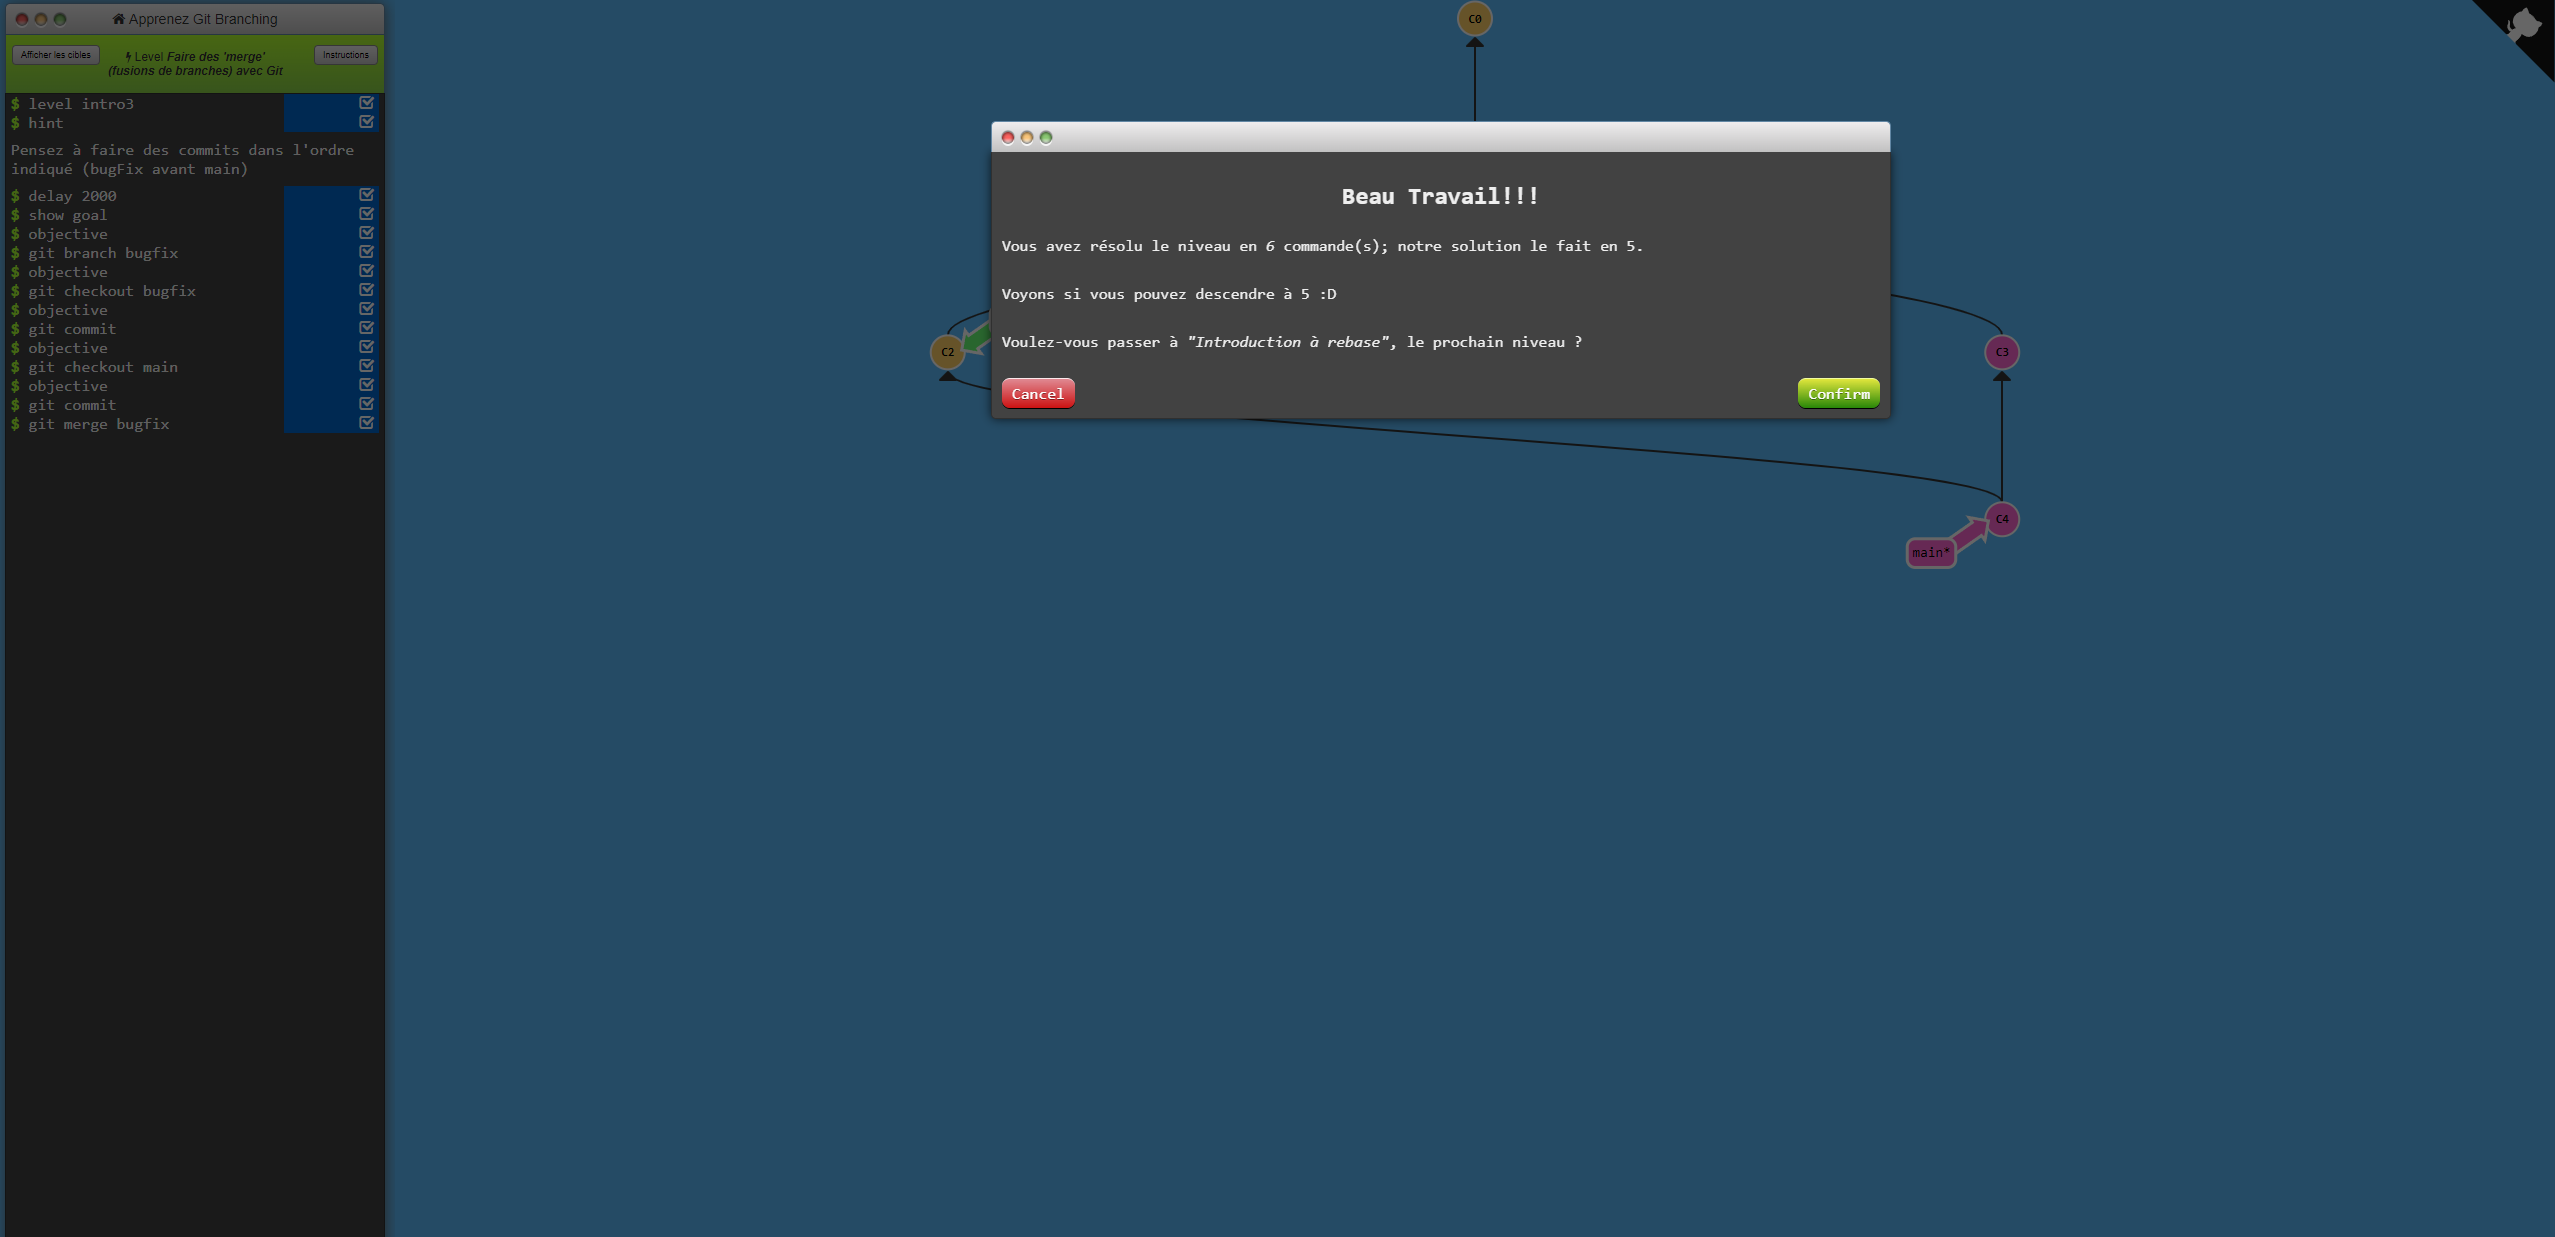 Apprenez Git Branching
Afficher les cibles
Level Faire des 'merge'
(fusions de branches) avec Git
Instructions
$ level intro3
$ hint
Pensez à faire des commits dans l'ordre
indiqué (bugFix avant main)
$ delay 2000
$ show goal
$ objective
$ git branch bugfix
$ objective
$ git checkout bugfix
$ objective
$ git commit
$ objective
$ git checkout main
$ objective
$ git commit
$ git merge bugfix
C0
Beau Travail!!!
Vous avez résolu le niveau en 6 commande(s); notre solution le fait en 5.
Voyons si vous pouvez descendre à 5 :D
Voulez-vous passer à "Introduction à rebase", le prochain niveau ?
Cancel
Confirm
C2
C3
C4
main*